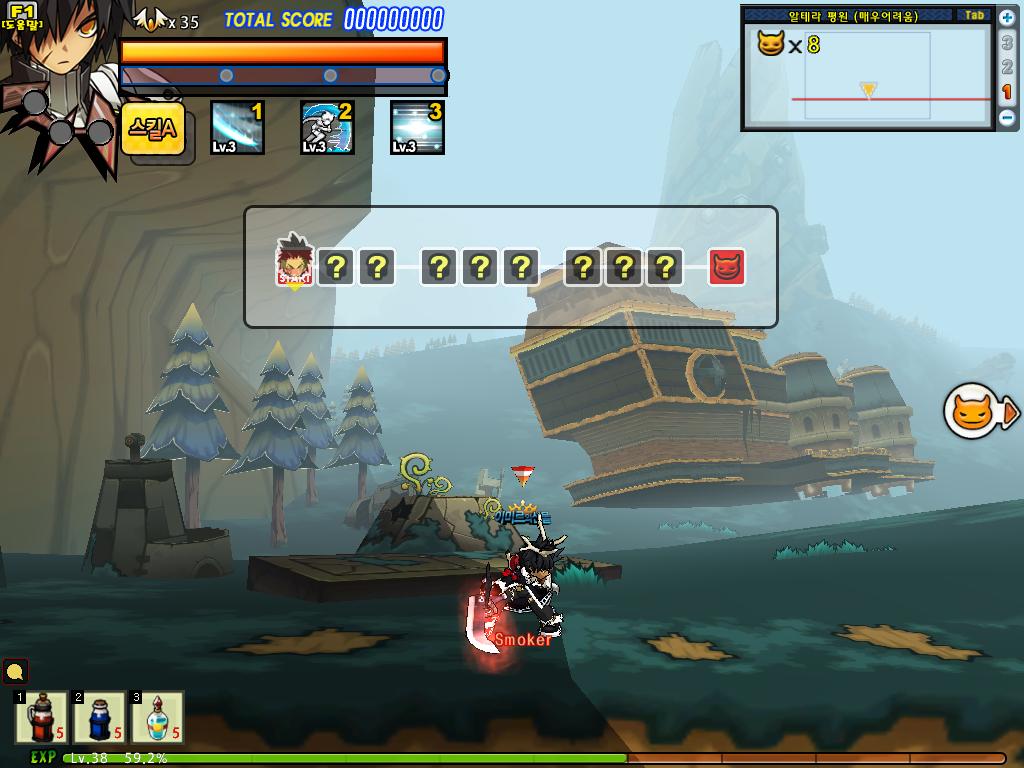 F1
[도움말]
x 35
TOTAL SCORE 000000000
스킬A
1
Lv.3
2
Lv.3
3
Lv.3
알테라 평원 (매우어려움)
Tab
x 8
3
2
1
START
? ? ? ? ? ? ? ?
Smoker
1 5
2 5
3 5
EXP Lv.38 59.2%